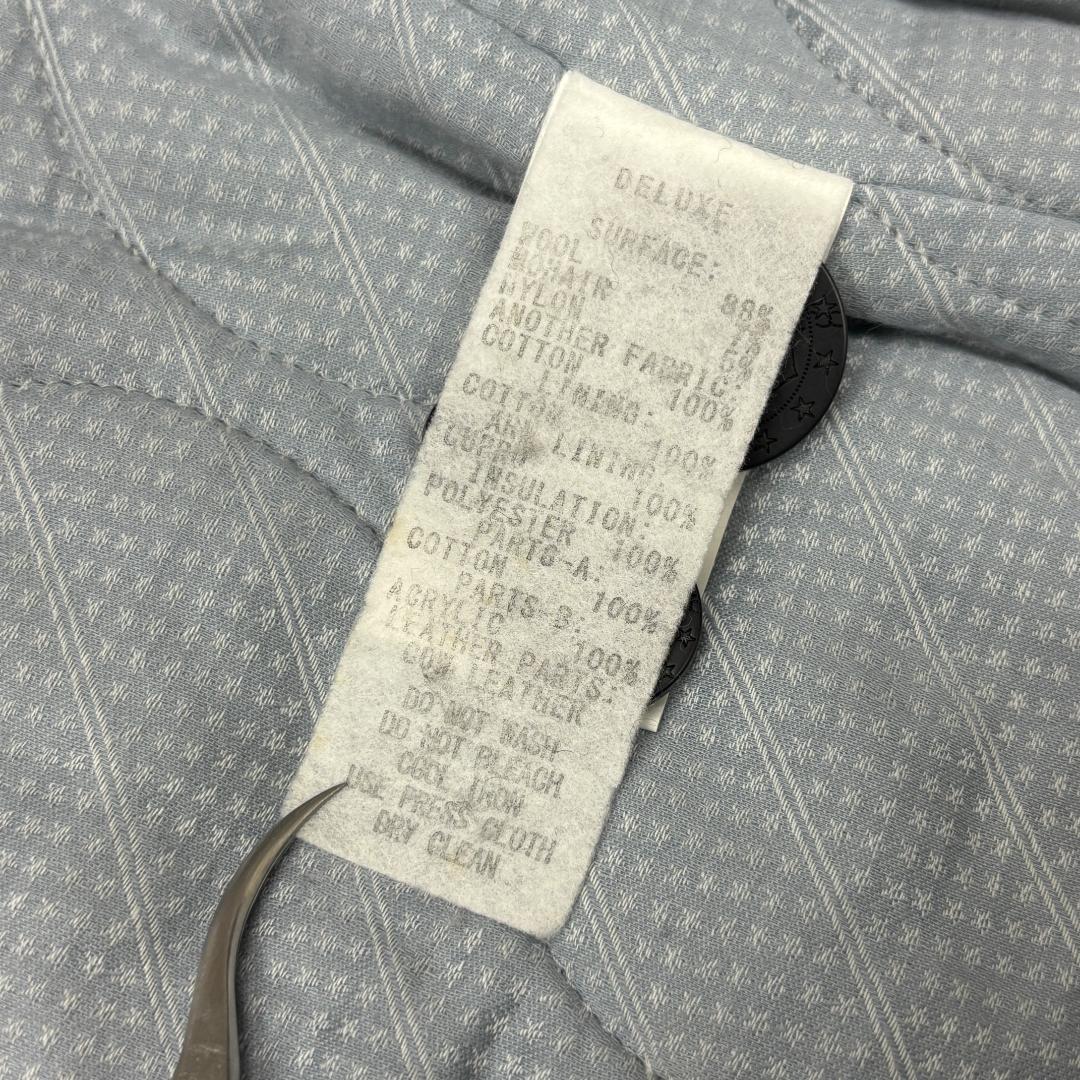 DELUXE
SURFACE:
WOOL 88%
MOHAIR 7%
NYLON 5%
ANOTHER FABRIC:
COTTON 100%
LINING:
COTTON 100%
ARM LINING:
CUPRA 100%
INSULATION:
POLYESTER 100%
PARTS-A:
COTTON 100%
PARTS-B:
ACRYLIC 100%
LEATHER PARTS:
COW LEATHER
DO NOT WASH
DO NOT BLEACH
COOL IRON
USE PRESS CLOTH
DRY CLEAN